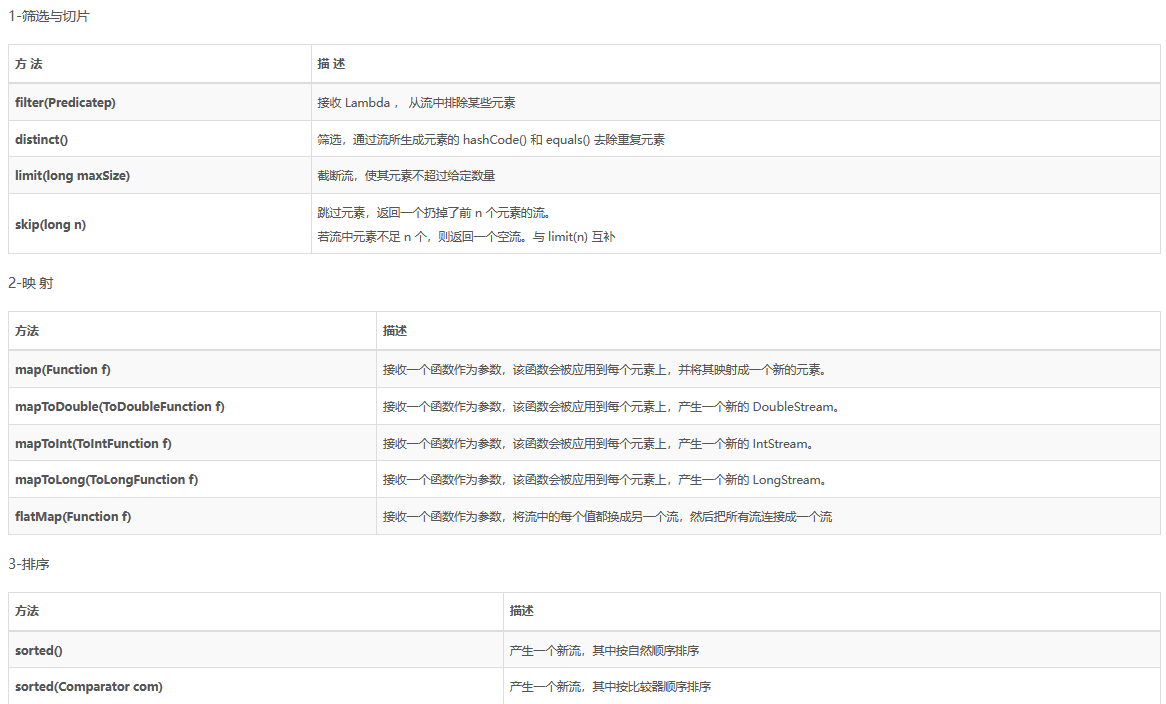 1-筛选与切片
方 法 描 述
filter(Predicatep) 接收 Lambda ， 从流中排除某些元素
distinct() 筛选，通过流所生成元素的 hashCode() 和 equals() 去除重复元素
limit(long maxSize) 截断流，使其元素不超过给定数量
skip(long n) 跳过元素，返回一个扔掉了前 n 个元素的流。
若流中元素不足 n 个，则返回一个空流。与 limit(n) 互补
2-映 射
方法 描述
map(Function f) 接收一个函数作为参数，该函数会被应用到每个元素上，并将其映射成一个新的元素。
mapToDouble(ToDoubleFunction f) 接收一个函数作为参数，该函数会被应用到每个元素上，产生一个新的 DoubleStream。
mapToInt(ToIntFunction f) 接收一个函数作为参数，该函数会被应用到每个元素上，产生一个新的 IntStream。
mapToLong(ToLongFunction f) 接收一个函数作为参数，该函数会被应用到每个元素上，产生一个新的 LongStream。
flatMap(Function f) 接收一个函数作为参数，将流中的每个值都换成另一个流，然后把所有流连接成一个流
3-排序
方法 描述
sorted() 产生一个新流，其中按自然顺序排序
sorted(Comparator com) 产生一个新流，其中按比较器顺序排序